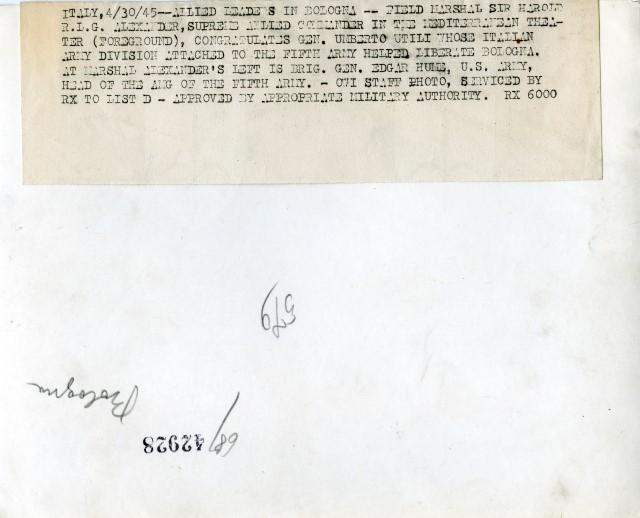 ITALY,4/30/45--ALLIED LEADERS IN BOLOGNA -- FIELD MARSHAL SIR HAROLD
R.L.G. ALEXANDER,SUPREME ALLIED COMMANDER IN THE MEDITERRANEAN THEA-
TER (FOREGROUND), CONGRATULATES GEN. UMBERTO UTILI WHOSE ITALIAN
ARMY DIVISION ATTACHED TO THE FIFTH ARMY HELPED LIBERATE BOLOGNA.
AT MARSHAL ALEXANDER'S LEFT IS BRIG. GEN. EDGAR HUME, U.S. ARMY,
HEAD OF THE AMG OF THE FIFTH ARMY. - OWI STAFF PHOTO, SERVICED BY
RX TO LIST D - APPROVED BY APPROPRIATE MILITARY AUTHORITY. RX 6000
579
Bologna
68/
42928